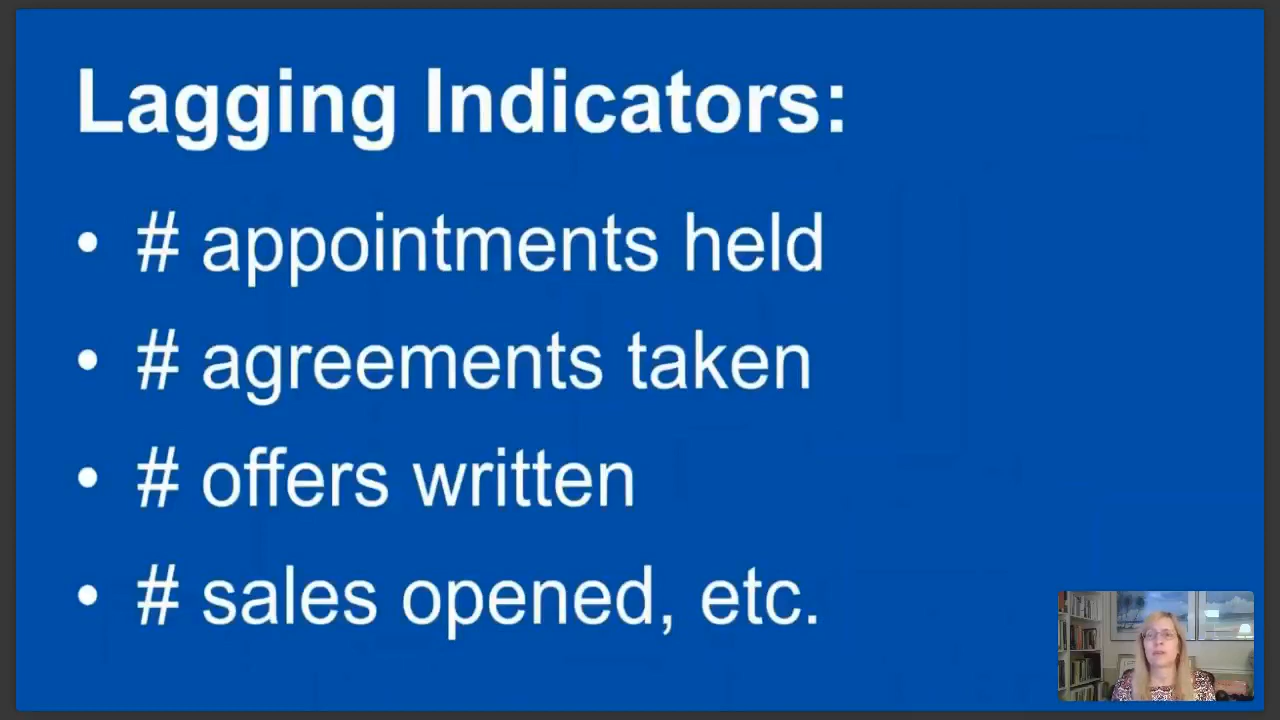 Lagging Indicators:
• # appointments held
• # agreements taken
• # offers written
• # sales opened, etc.